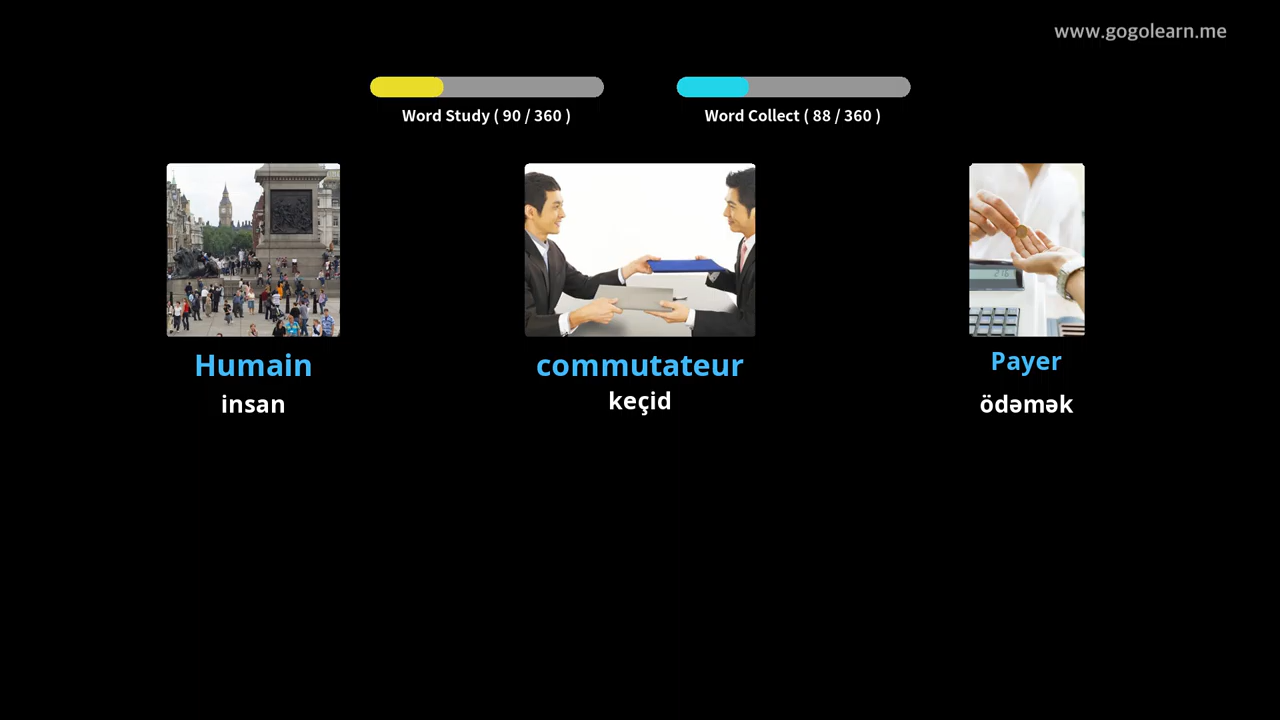 www.gogolearn.me
Word Study ( 90 / 360 )
Word Collect ( 88 / 360 )
Humain
insan
commutateur
keçid
Payer
ödəmək